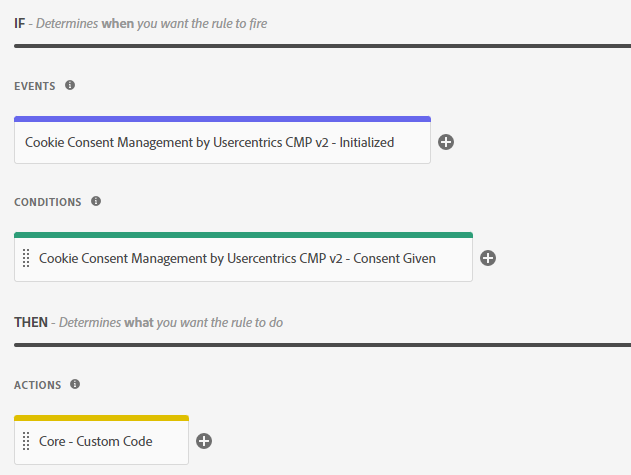 IF - Determines when you want the rule to fire
EVENTS
Cookie Consent Management by Usercentrics CMP v2 - Initialized
CONDITIONS
Cookie Consent Management by Usercentrics CMP v2 - Consent Given
THEN - Determines what you want the rule to do
ACTIONS
Core - Custom Code